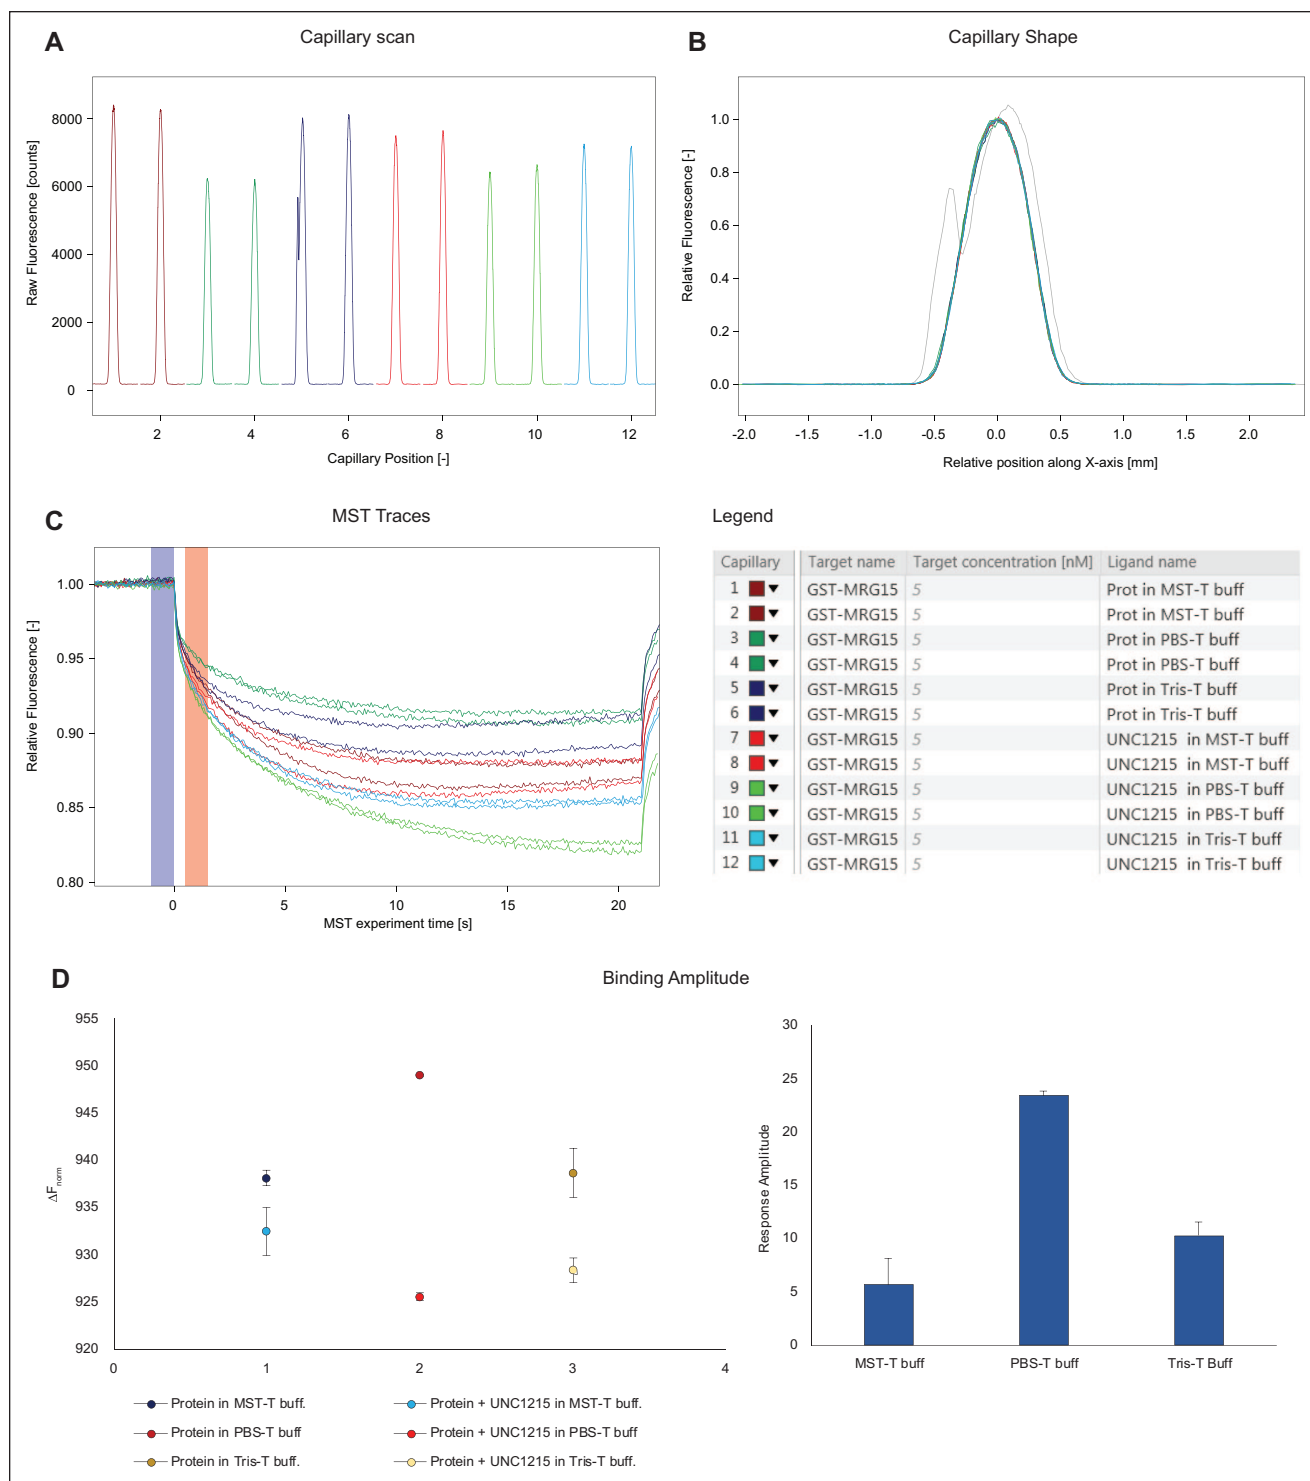 A
Capillary scan
Raw Fluorescence [counts]
8000
6000
4000
2000
0
2
4
6
8
10
12
Capillary Position [-]
B
Capillary Shape
Relative Fluorescence [-]
1.0
0.8
0.6
0.4
0.2
0.0
-2.0
-1.5
-1.0
-0.5
0.0
0.5
1.0
1.5
2.0
Relative position along X-axis [mm]
C
MST Traces
Relative Fluorescence [-]
1.00
0.95
0.90
0.85
0.80
0
5
10
15
20
MST experiment time [s]
Legend
Capillary Target name Target concentration [nM] Ligand name
1 GST-MRG15 5 Prot in MST-T buff
2 GST-MRG15 5 Prot in MST-T buff
3 GST-MRG15 5 Prot in PBS-T buff
4 GST-MRG15 5 Prot in PBS-T buff
5 GST-MRG15 5 Prot in Tris-T buff
6 GST-MRG15 5 Prot in Tris-T buff
7 GST-MRG15 5 UNC1215 in MST-T buff
8 GST-MRG15 5 UNC1215 in MST-T buff
9 GST-MRG15 5 UNC1215 in PBS-T buff
10 GST-MRG15 5 UNC1215 in PBS-T buff
11 GST-MRG15 5 UNC1215 in Tris-T buff
12 GST-MRG15 5 UNC1215 in Tris-T buff
D
Binding Amplitude
ΔFnorm
955
950
945
940
935
930
925
920
0
1
2
3
4
Protein in MST-T buff.
Protein + UNC1215 in MST-T buff.
Protein in PBS-T buff
Protein + UNC1215 in PBS-T buff
Protein in Tris-T buff.
Protein + UNC1215 in Tris-T buff.
Response Amplitude
30
25
20
15
10
5
0
MST-T buff
PBS-T buff
Tris-T Buff